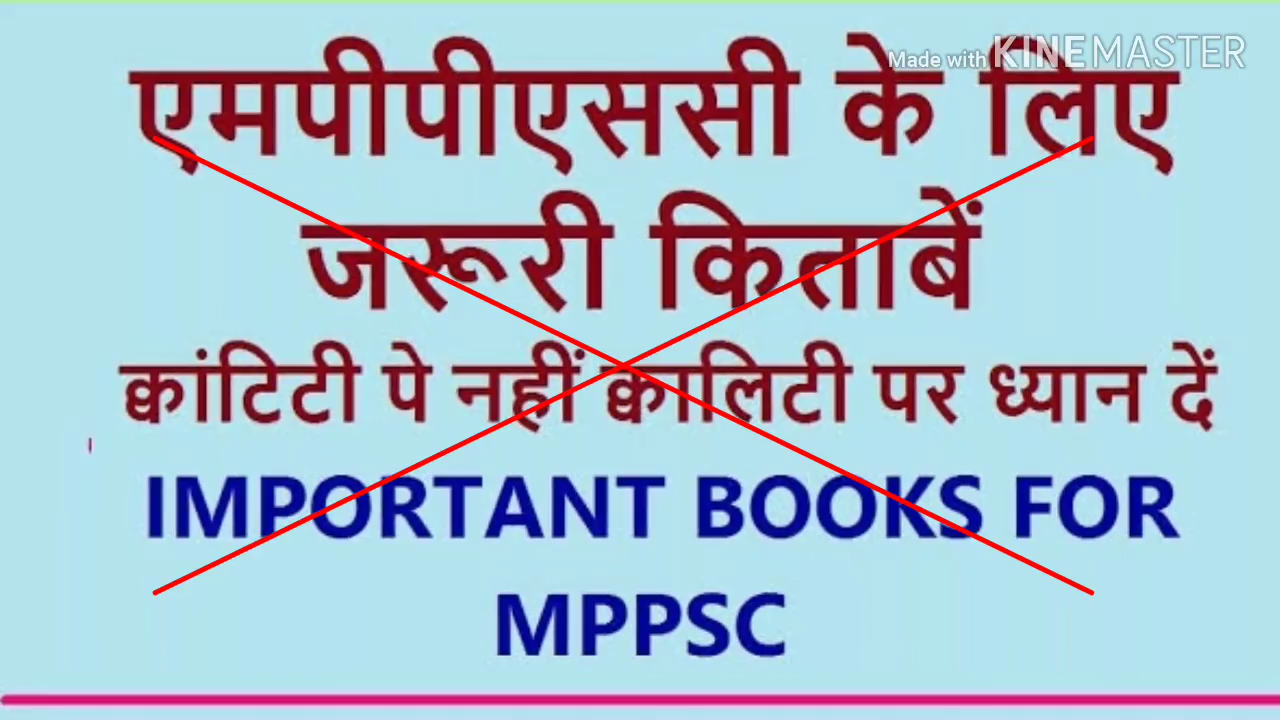 Made with KINEMASTER
एमपीपीएससी के लिए
जरूरी किताबें
क्वांटिटी पे नहीं क्वालिटी पर ध्यान दें
IMPORTANT BOOKS FOR
MPPSC